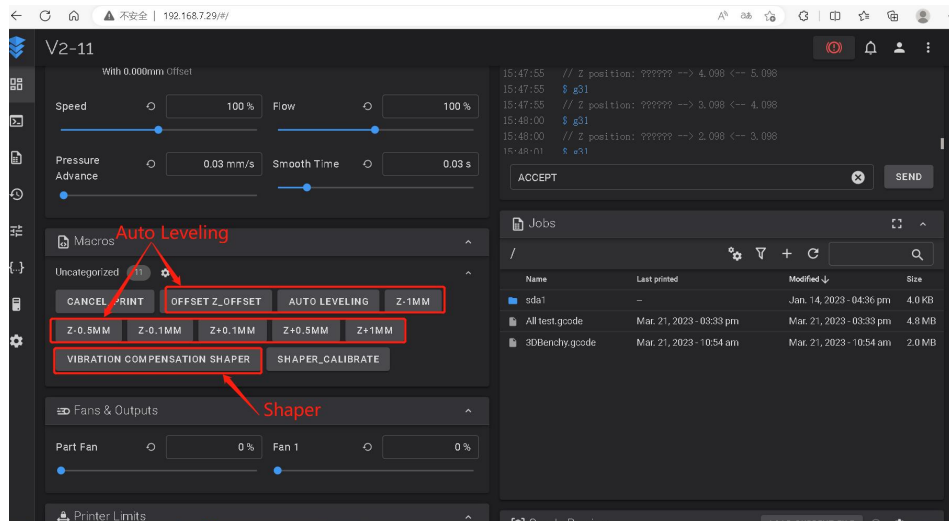 不安全 | 192.168.7.29/#/
V2-11
With 0.000mm Offset
Speed 100 % Flow 100 %
Pressure Advance 0.03 mm/s Smooth Time 0.03 s
Macros
Auto Leveling
Uncategorized 11
CANCEL_PRINT OFFSET Z_OFFSET AUTO LEVELING Z-1MM
Z-0.5MM Z-0.1MM Z+0.1MM Z+0.5MM Z+1MM
VIBRATION COMPENSATION SHAPER SHAPER_CALIBRATE
Shaper
Fans & Outputs
Part Fan 0 % Fan 1 0 %
Printer Limits
15:47:55 // Z position: ?????? --> 4.098 <-- 5.098
15:47:55 $ g31
15:47:55 // Z position: ?????? --> 3.098 <-- 4.098
15:48:00 $ g31
15:48:00 // Z position: ?????? --> 2.098 <-- 3.098
15:48:01 $ g31
ACCEPT SEND
Jobs
/
Name Last printed Modified Size
sda1 – Jan. 14, 2023 - 04:36 pm 4.0 KB
All test.gcode Mar. 21, 2023 - 03:33 pm Mar. 21, 2023 - 03:33 pm 4.8 MB
3DBenchy.gcode Mar. 21, 2023 - 10:54 am Mar. 21, 2023 - 10:54 am 2.0 MB